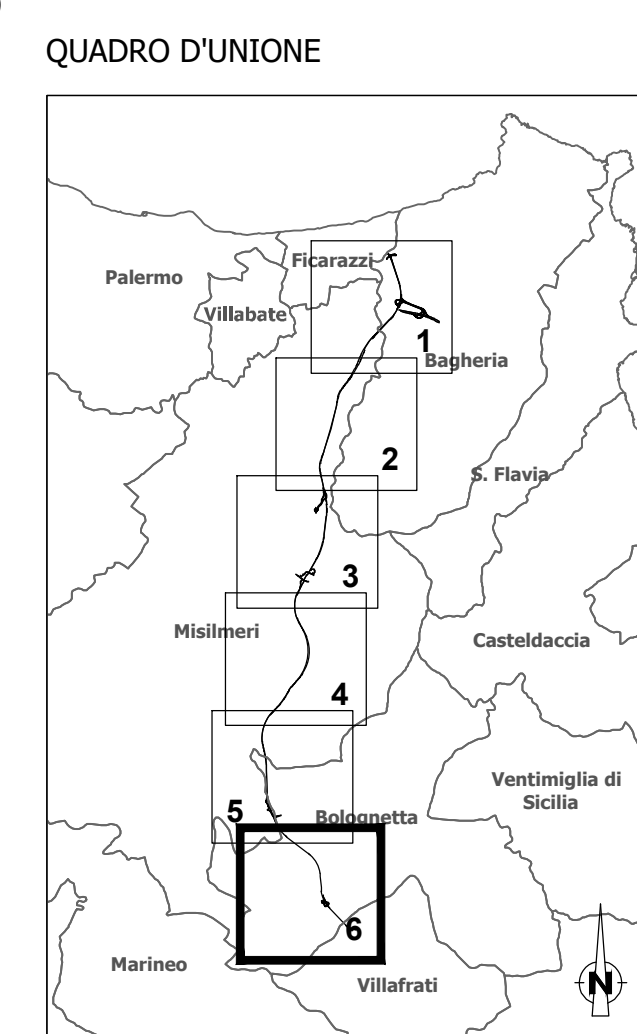 QUADRO D'UNIONE
Ficarazzi
Palermo
Villabate
1
Bagheria
2
S. Flavia
3
Misilmeri
Casteldaccia
4
Ventimiglia di
Sicilia
5
Bolognetta
6
Marineo
Villafrati
N